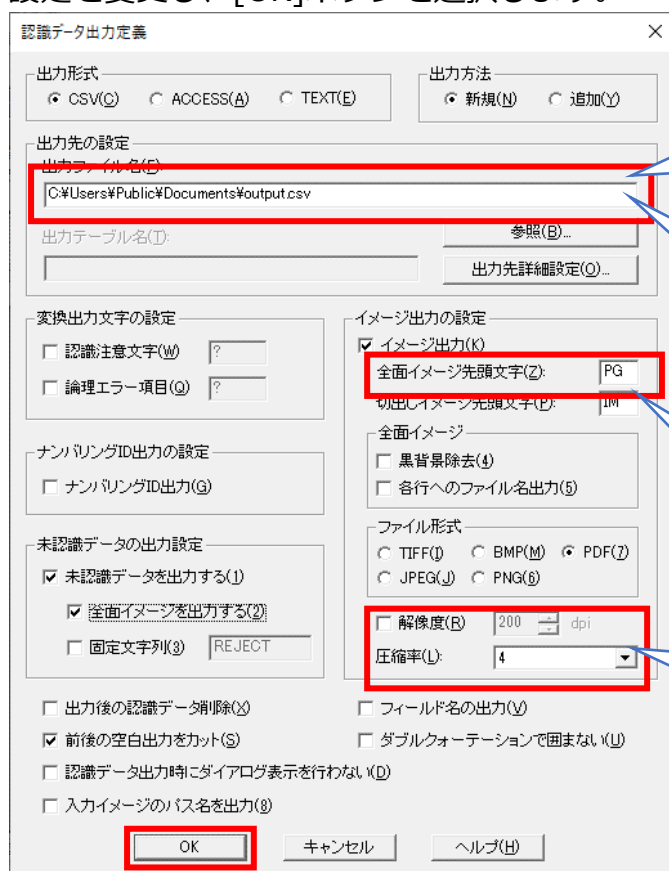 設定を変更し、[OK]ボタンを選択します。
認識データ出力定義
出力形式
CSV(C) ACCESS(A) TEXT(E)
出力方法
新規(N) 追加(Y)
出力先の設定
出力ファイル名(F):
C:¥Users¥Public¥Documents¥output.csv
参照(B)...
出力テーブル名(T):
出力先詳細設定(O)...
変換出力文字の設定
認識注意文字(W) ?
論理エラー項目(Q) ?
ナンバリングID出力の設定
ナンバリングID出力(G)
未認識データの出力設定
未認識データを出力する(1)
全面イメージを出力する(2)
固定文字列(3) REJECT
イメージ出力の設定
イメージ出力(K)
全面イメージ先頭文字(Z): PG
切出しイメージ先頭文字(P): IM
全面イメージ
黒背景除去(4)
各行へのファイル名出力(5)
ファイル形式
TIFF(I) BMP(M) PDF(7)
JPEG(J) PNG(6)
解像度(R) 200 dpi
圧縮率(L): 4
出力後の認識データ削除(X)
フィールド名の出力(V)
前後の空白出力をカット(S)
ダブルクォーテーションで囲まない(U)
認識データ出力時にダイアログ表示を行わない(D)
入力イメージのパス名を出力(8)
OK キャンセル ヘルプ(H)